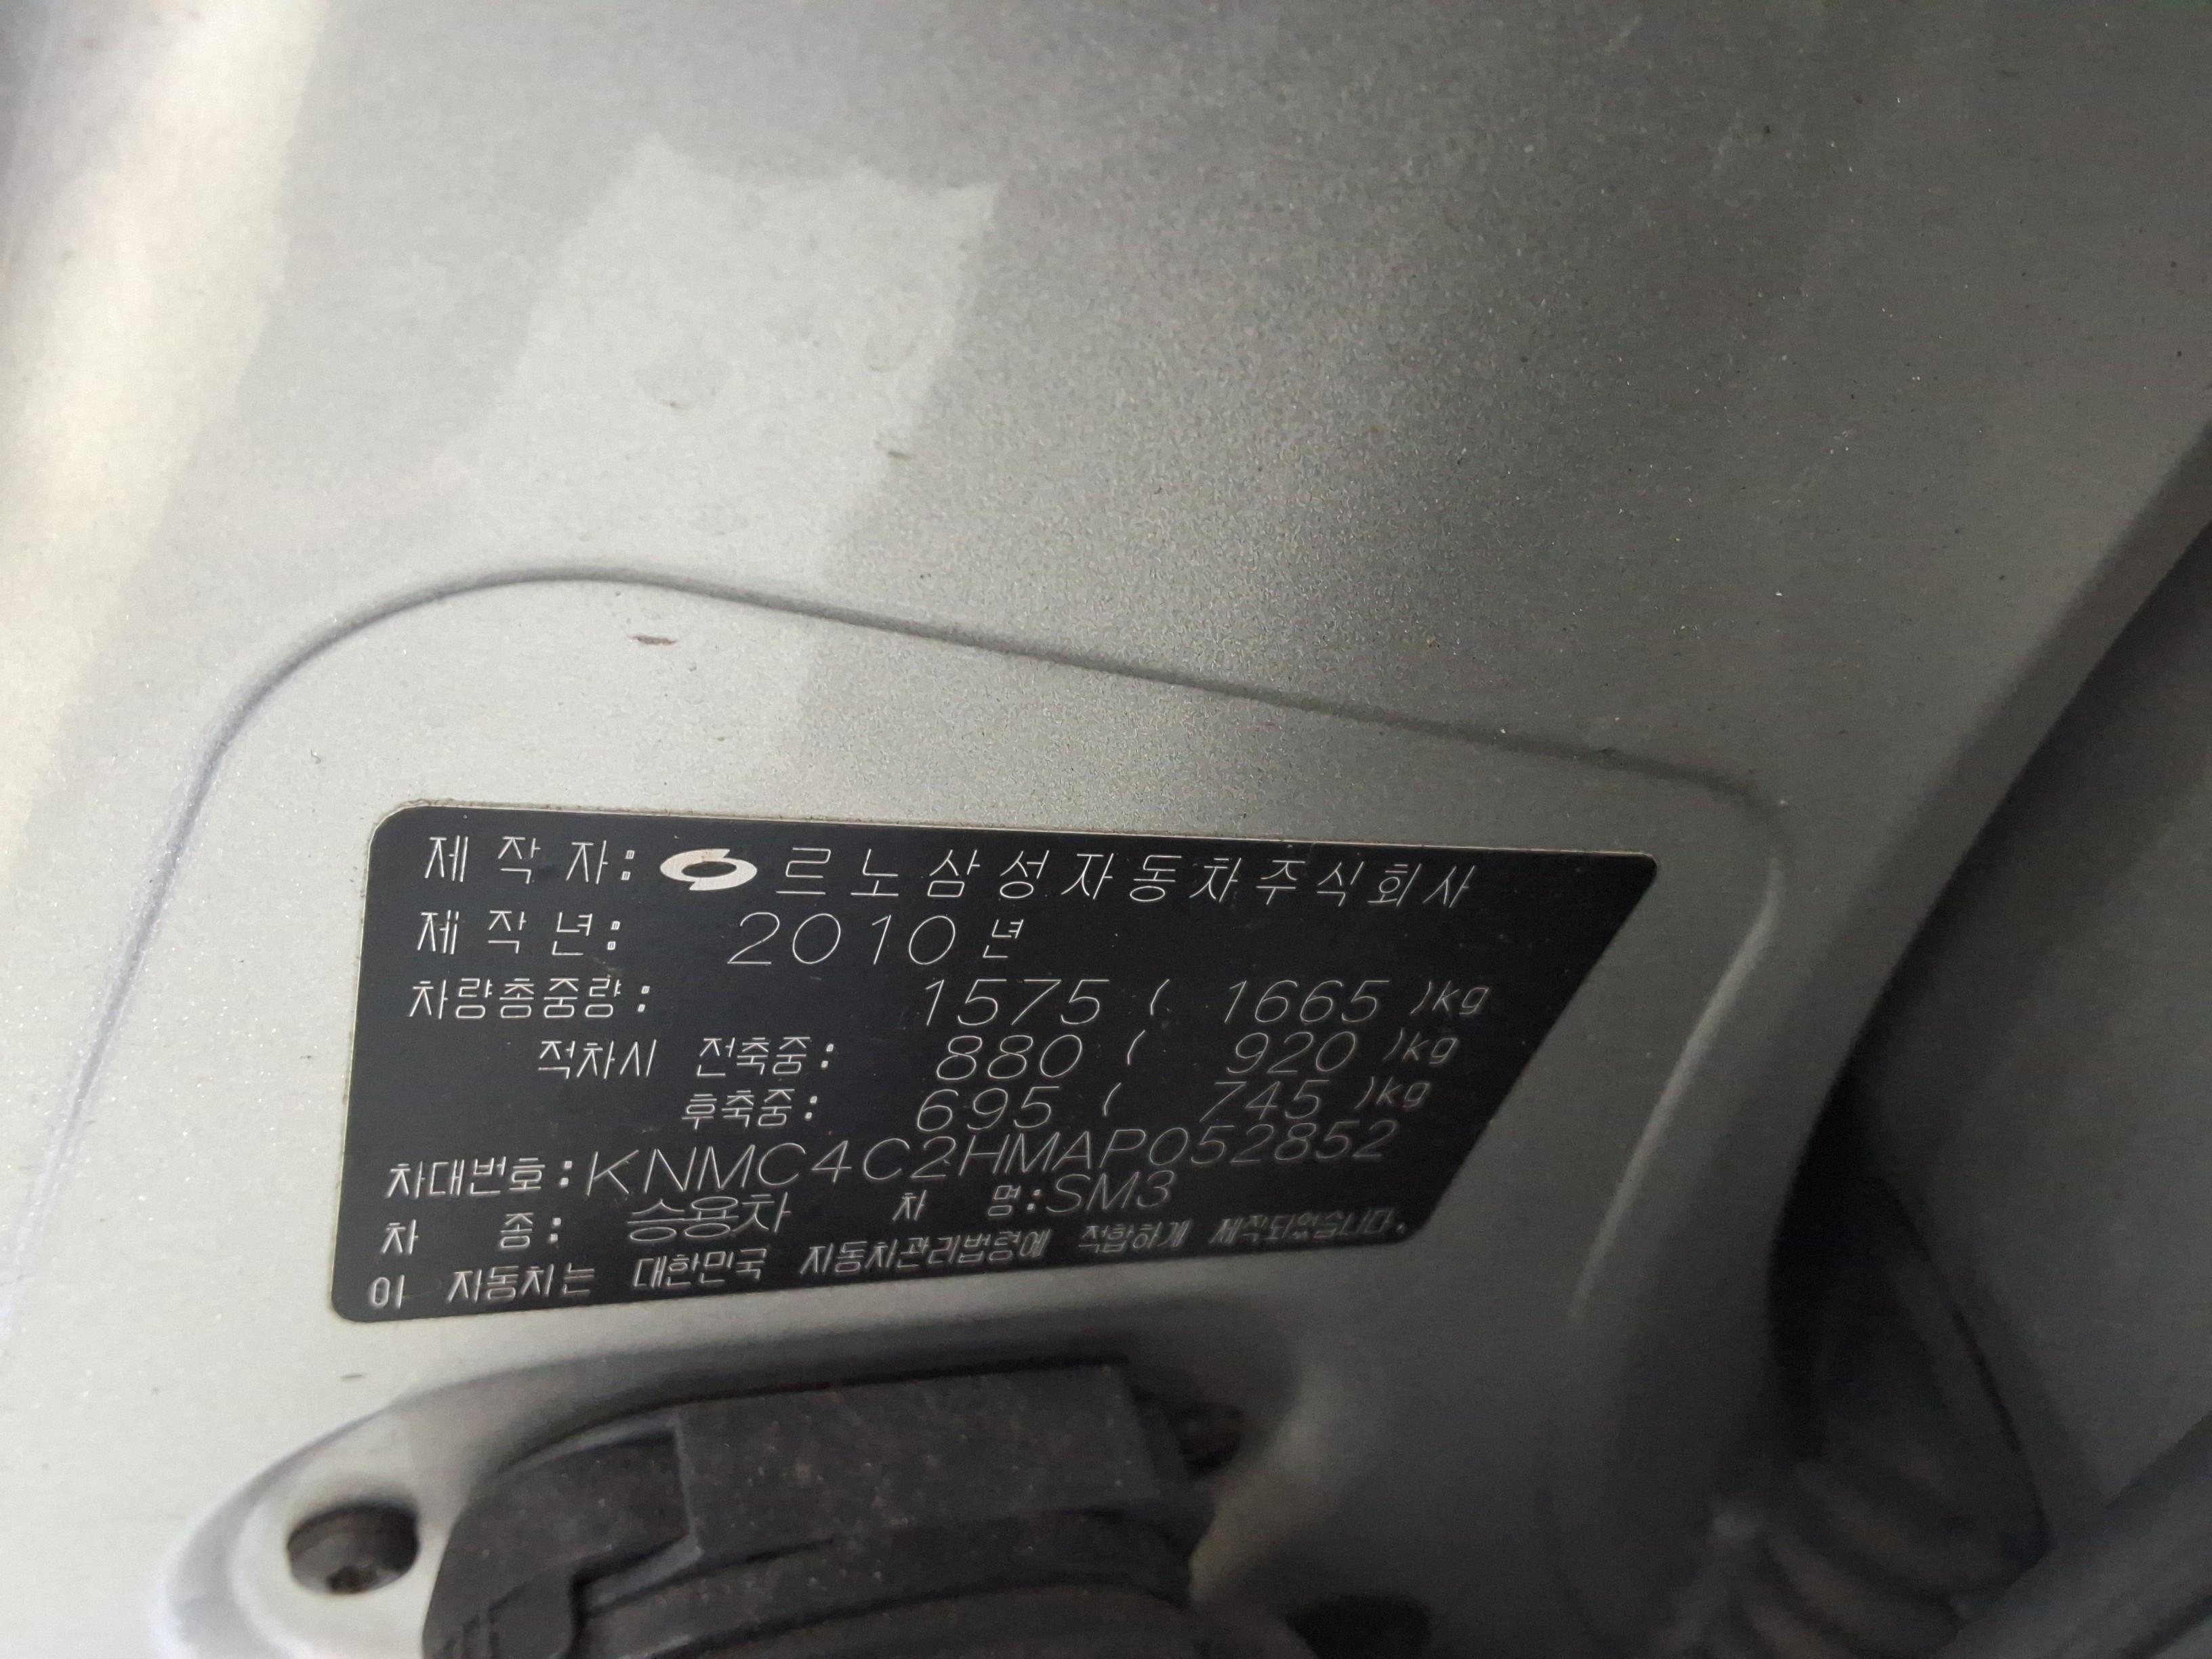 제 작 자: 르노삼성자동차주식회사
제 작 년: 2010 년
차량총중량: 1575 ( 1665 )kg
적차시 전축중: 880 ( 920 )kg
후축중: 695 ( 745 )kg
차대번호: KNMC4C2HMAP052852
차 종: 승용차 차 명: SM3
이 자동차는 대한민국 자동차관리법령에 적합하게 제작되었습니다.